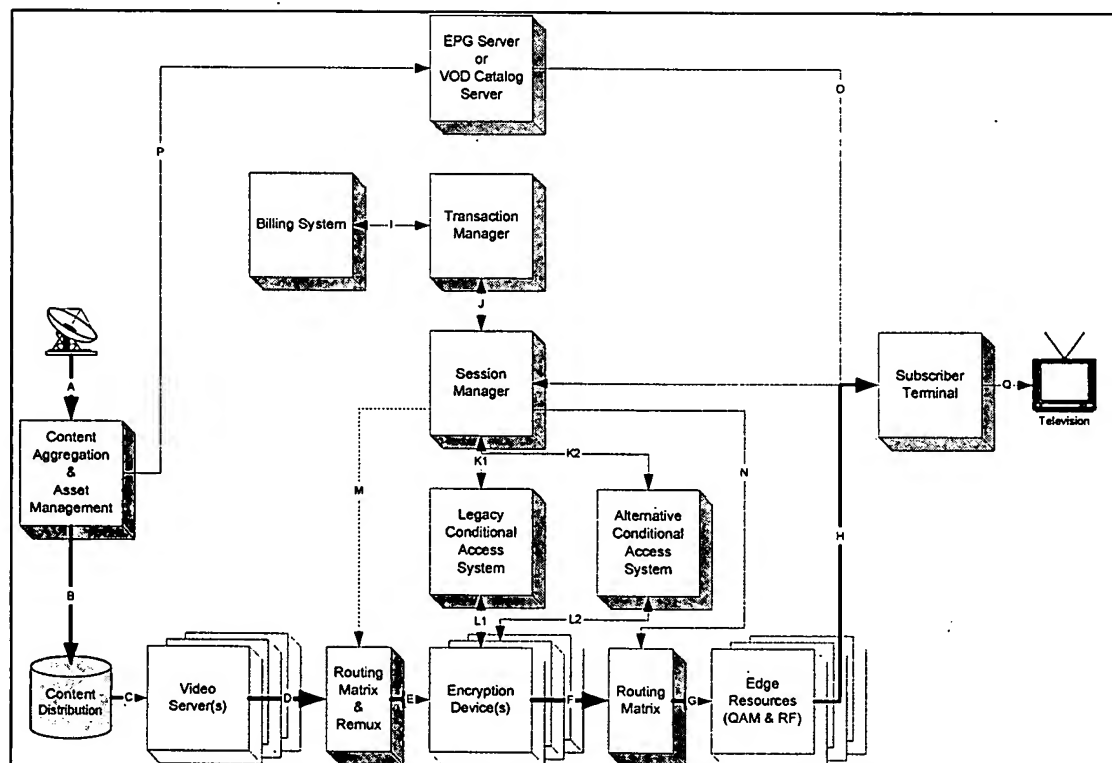 EPG Server
or
VOD Catalog
Server
O
P
Billing System
I
Transaction
Manager
J
A
Session
Manager
Subscriber
Terminal
Q
Television
Content
Aggregation
&
Asset
Management
K1
K2
N
M
Legacy
Conditional
Access
System
Alternative
Conditional
Access
System
H
B
L1
L2
Content
Distribution
C
Video
Server(s)
D
Routing
Matrix
&
Remux
E
Encryption
Device(s)
F
Routing
Matrix
G
Edge
Resources
(QAM & RF)